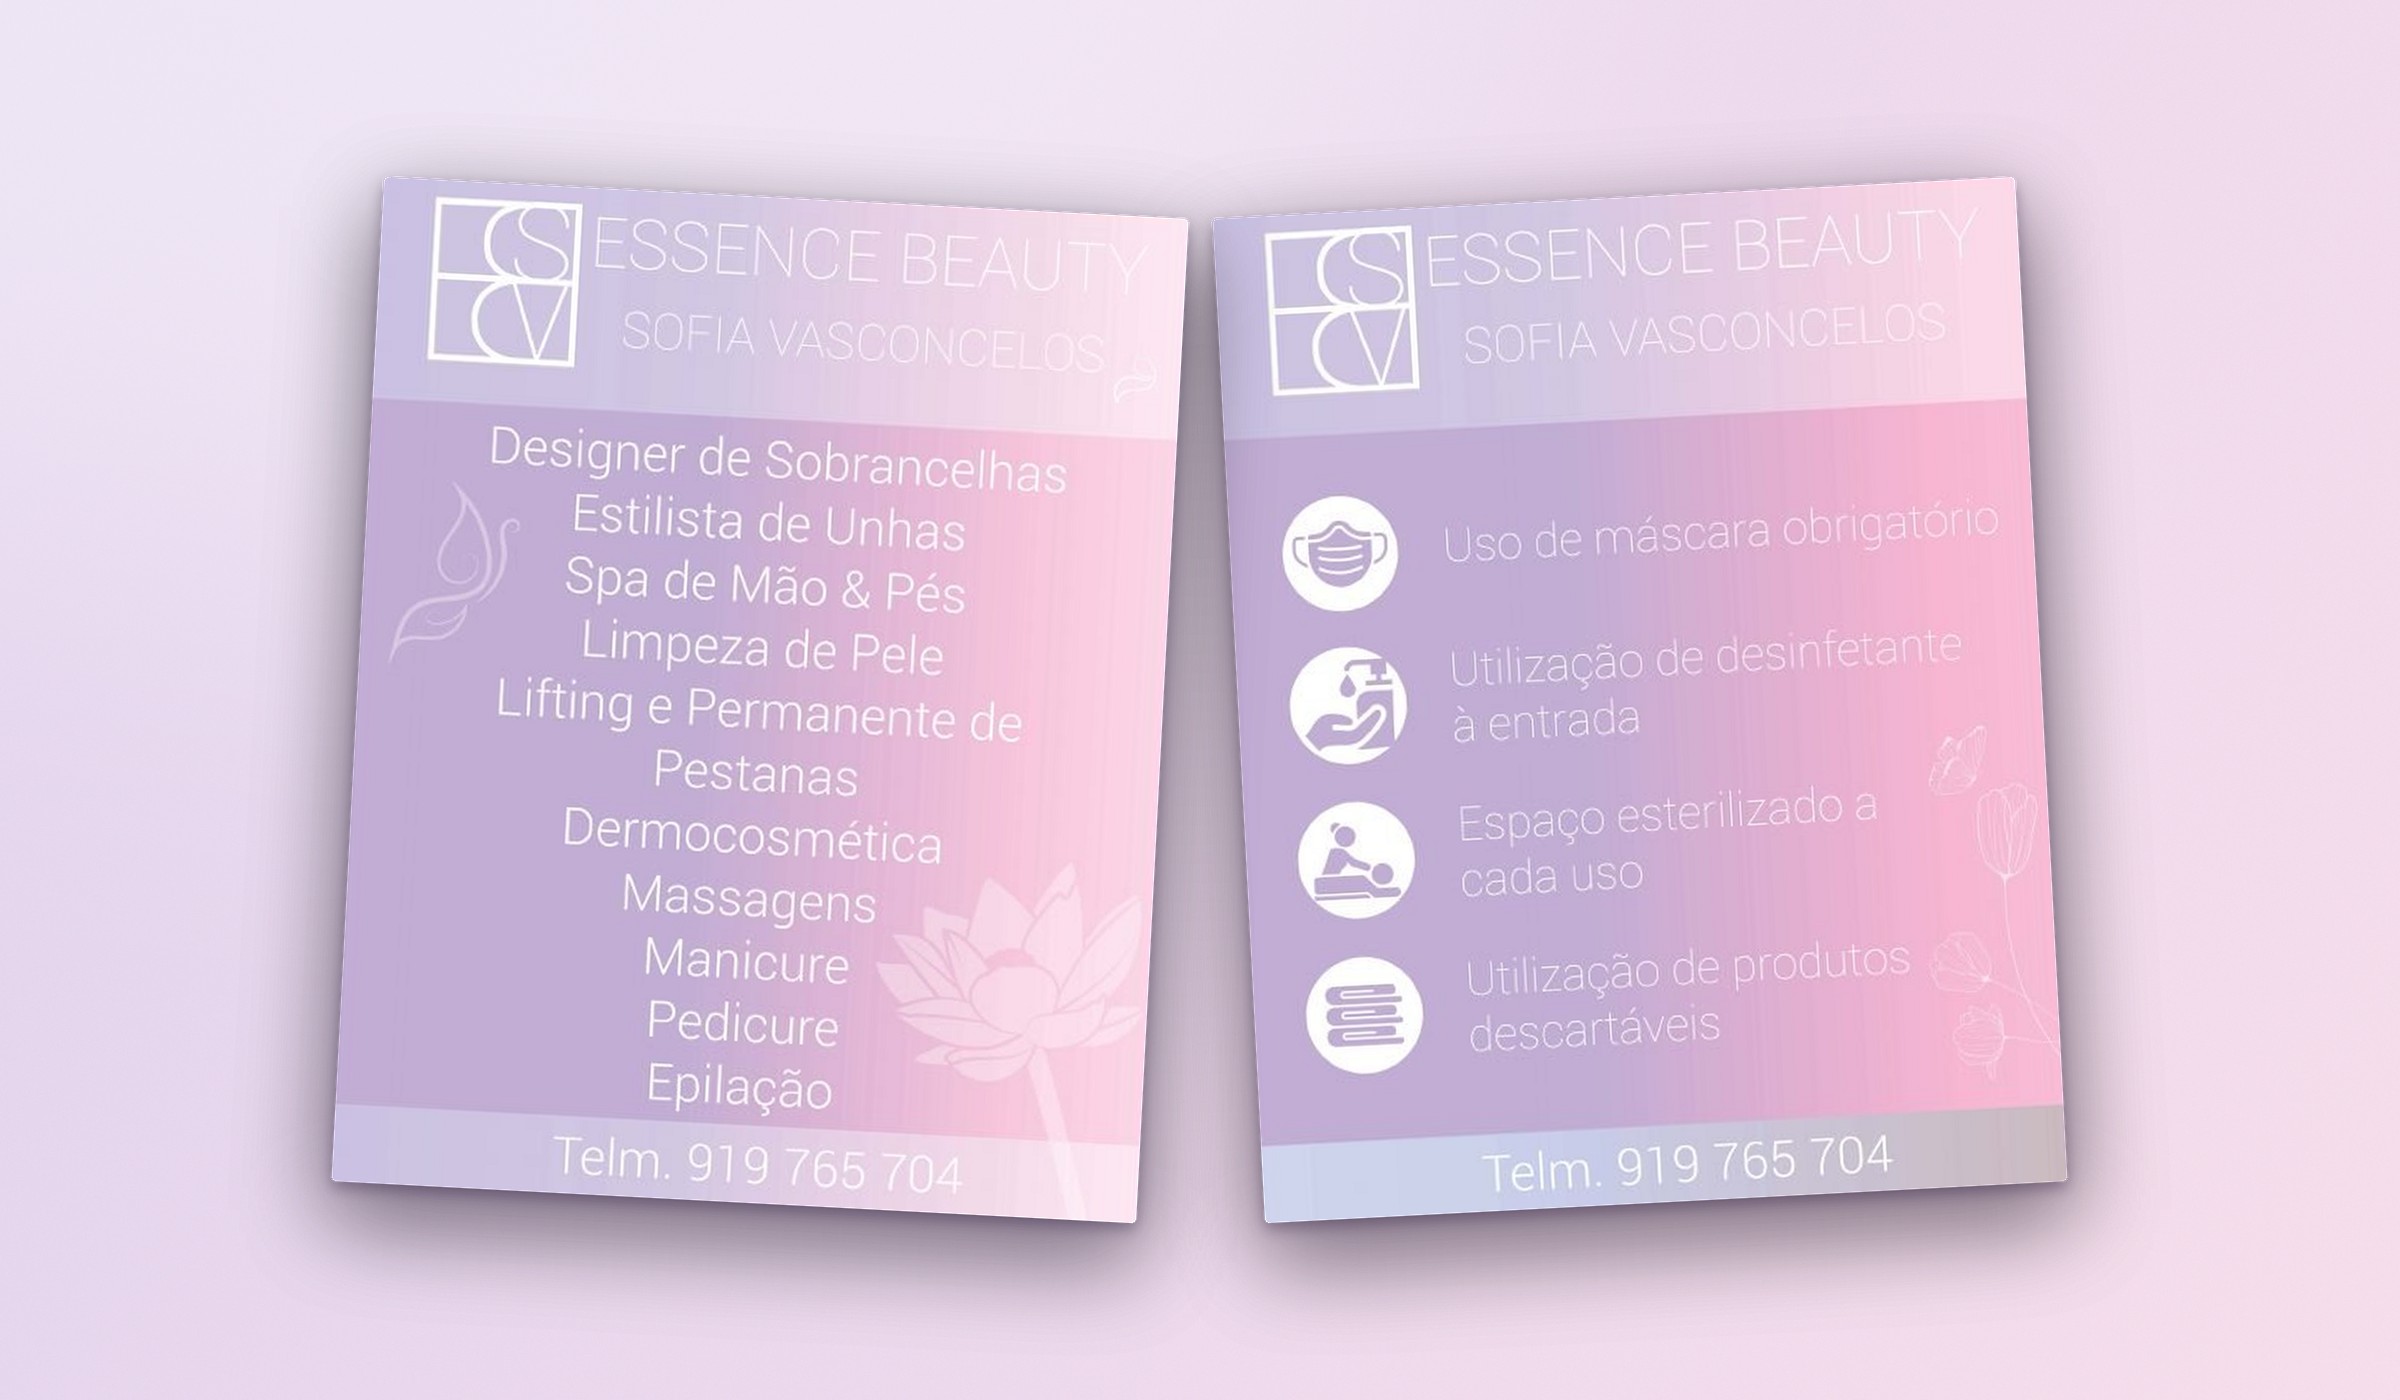 ESSENCE BEAUTY
SOFIA VASCONCELOS
Designer de Sobrancelhas
Estilista de Unhas
Spa de Mão & Pés
Limpeza de Pele
Lifting e Permanente de
Pestanas
Dermocosmética
Massagens
Manicure
Pedicure
Epilação
Telm. 919 765 704
ESSENCE BEAUTY
SOFIA VASCONCELOS
Uso de máscara obrigatório
Utilização de desinfetante
à entrada
Espaço esterilizado a
cada uso
Utilização de produtos
descartáveis
Telm. 919 765 704